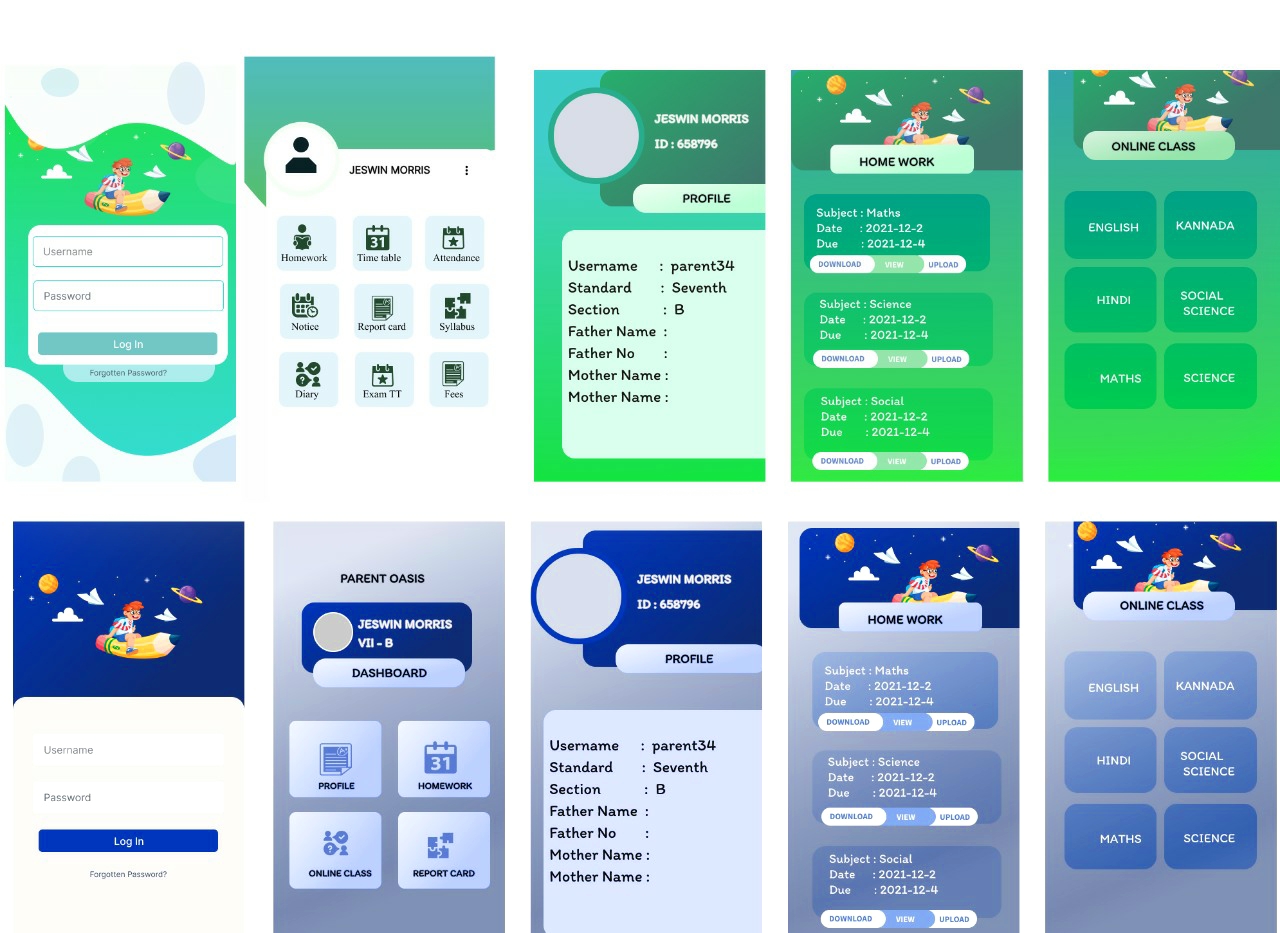 Username
Password
Log In
Forgotten Password?
JESWIN MORRIS
Homework
31
Time table
Attendance
Notice
Report card
Syllabus
Diary
Exam TT
Fees
JESWIN MORRIS
ID : 658796
PROFILE
Username : parent34
Standard : Seventh
Section : B
Father Name :
Father No :
Mother Name :
Mother Name :
HOME WORK
Subject : Maths
Date : 2021-12-2
Due : 2021-12-4
DOWNLOAD VIEW UPLOAD
Subject : Science
Date : 2021-12-2
Due : 2021-12-4
DOWNLOAD VIEW UPLOAD
Subject : Social
Date : 2021-12-2
Due : 2021-12-4
DOWNLOAD VIEW UPLOAD
ONLINE CLASS
ENGLISH
KANNADA
HINDI
SOCIAL
SCIENCE
MATHS
SCIENCE
Username
Password
Log In
Forgotten Password?
PARENT OASIS
JESWIN MORRIS
VII - B
DASHBOARD
PROFILE
31
HOMEWORK
ONLINE CLASS
REPORT CARD
JESWIN MORRIS
ID : 658796
PROFILE
Username : parent34
Standard : Seventh
Section : B
Father Name :
Father No :
Mother Name :
Mother Name :
HOME WORK
Subject : Maths
Date : 2021-12-2
Due : 2021-12-4
DOWNLOAD VIEW UPLOAD
Subject : Science
Date : 2021-12-2
Due : 2021-12-4
DOWNLOAD VIEW UPLOAD
Subject : Social
Date : 2021-12-2
Due : 2021-12-4
DOWNLOAD VIEW UPLOAD
ONLINE CLASS
ENGLISH
KANNADA
HINDI
SOCIAL
SCIENCE
MATHS
SCIENCE